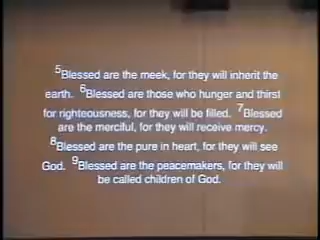 5Blessed are the meek, for they will inherit the
earth. 6Blessed are those who hunger and thirst
for righteousness, for they will be filled. 7Blessed
are the merciful, for they will receive mercy.
8Blessed are the pure in heart, for they will see
God. 9Blessed are the peacemakers, for they will
be called children of God.